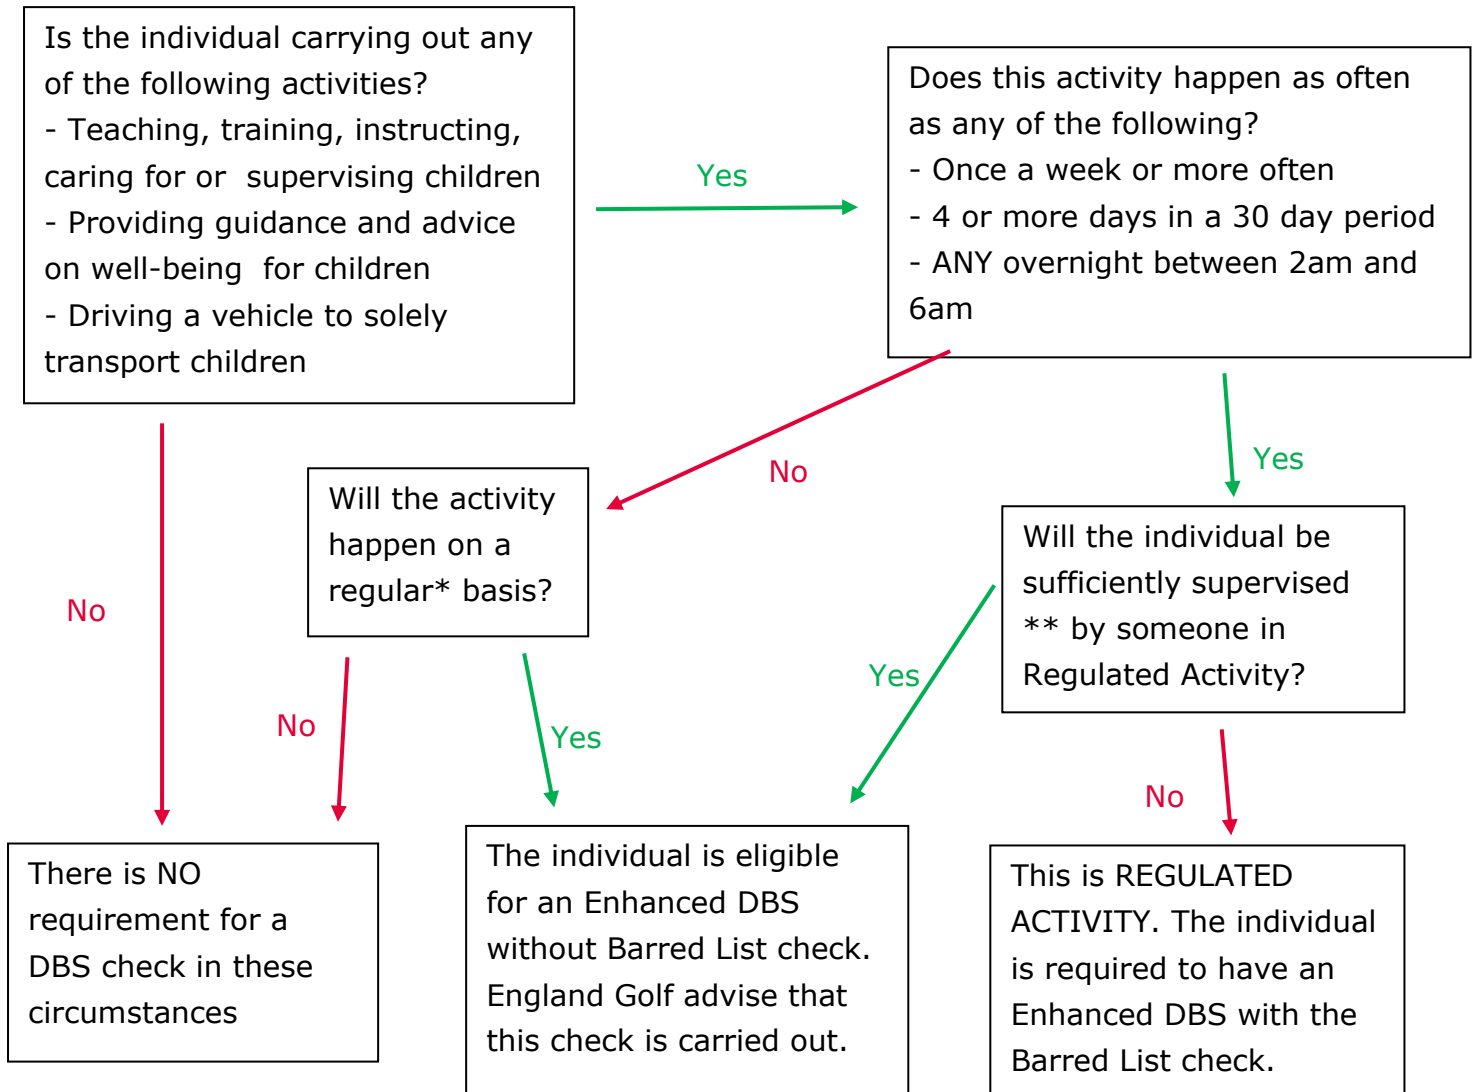 Is the individual carrying out any
of the following activities?
- Teaching, training, instructing,
caring for or  supervising children
- Providing guidance and advice
on well-being  for children
- Driving a vehicle to solely
transport children
Yes
Does this activity happen as often
as any of the following?
- Once a week or more often
- 4 or more days in a 30 day period
- ANY overnight between 2am and
6am
No
Yes
Will the activity
happen on a
regular* basis?
Will the individual be
sufficiently supervised
** by someone in
Regulated Activity?
No
No
Yes
Yes
No
There is NO
requirement for a
DBS check in these
circumstances
The individual is eligible
for an Enhanced DBS
without Barred List check.
England Golf advise that
this check is carried out.
This is REGULATED
ACTIVITY. The individual
is required to have an
Enhanced DBS with the
Barred List check.